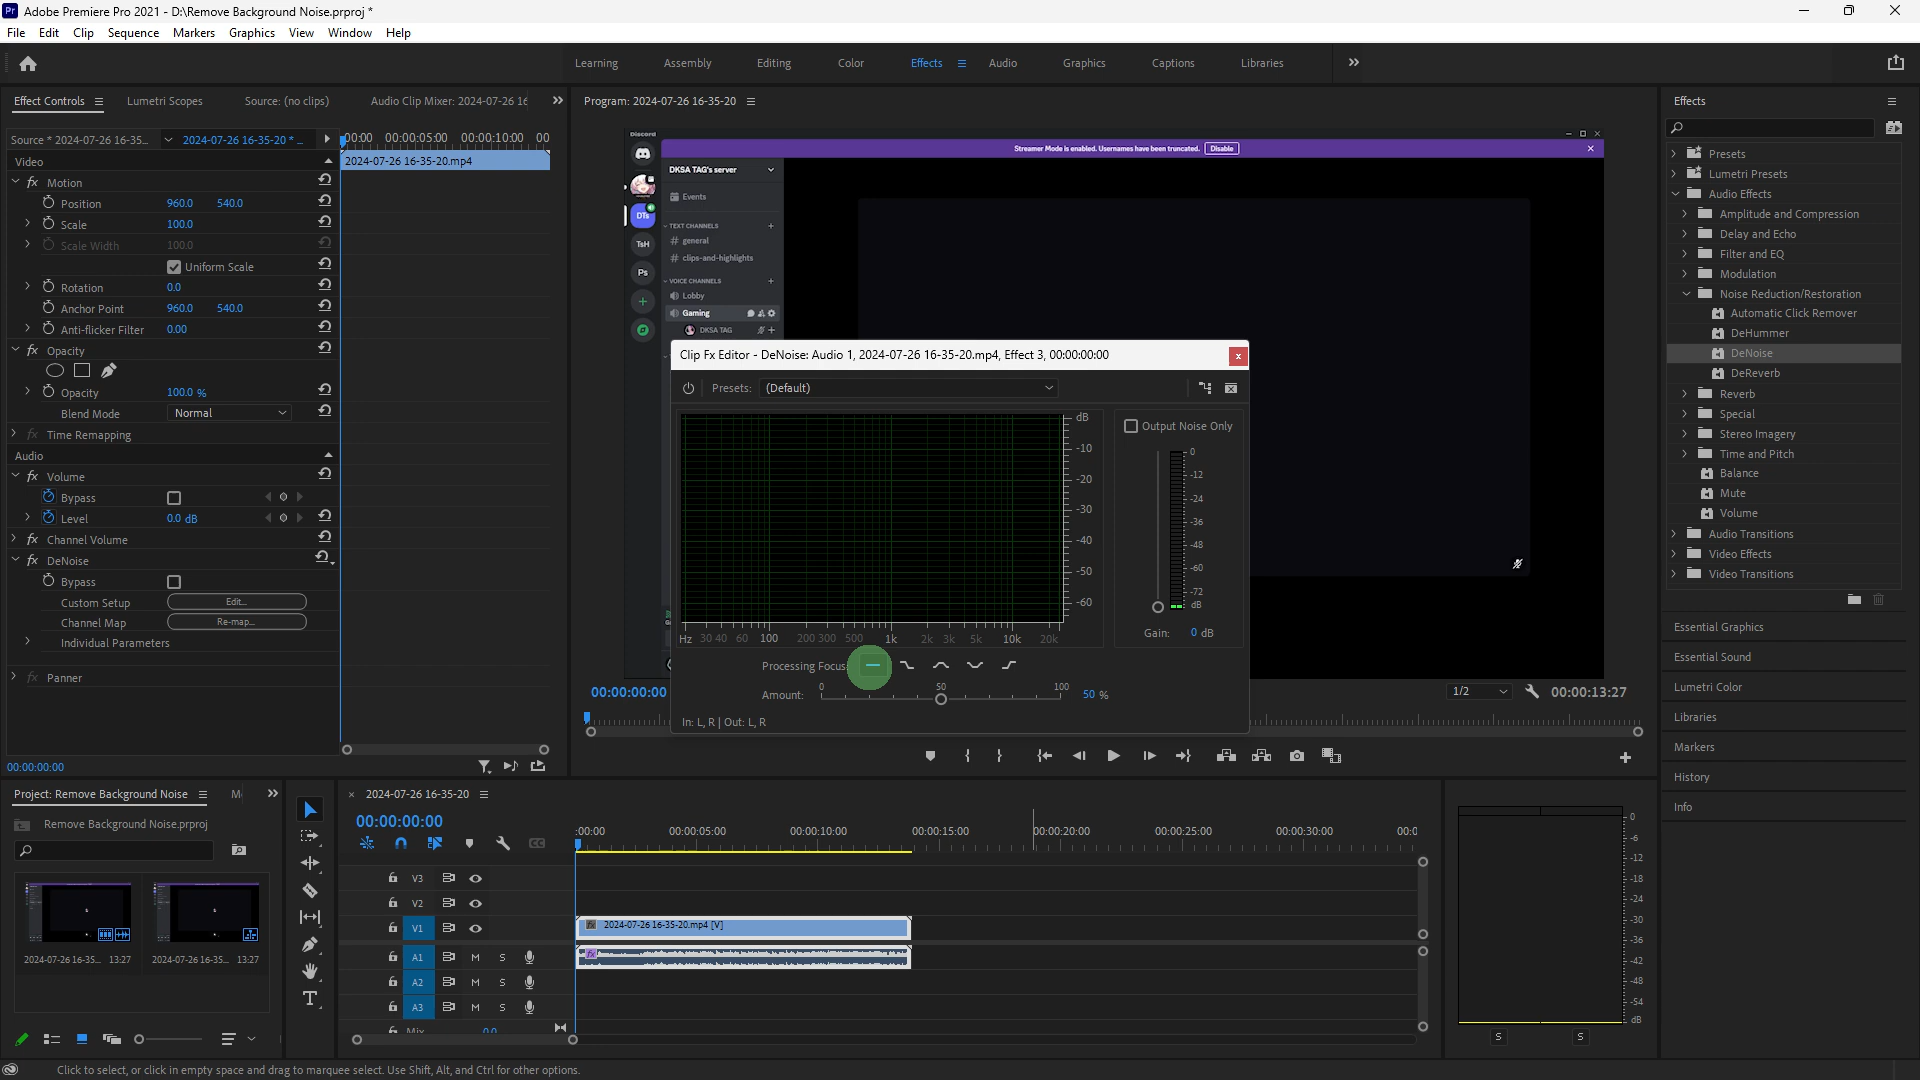 Pr Adobe Premiere Pro 2021 - D:\Remove Background Noise.prproj *
File Edit Clip Sequence Markers Graphics View Window Help
Learning Assembly Editing Color Effects Audio Graphics Captions Libraries
Effect Controls Lumetri Scopes Source: (no clips) Audio Clip Mixer: 2024-07-26 16
Source * 2024-07-26 16-35... 2024-07-26 16-35-20 * ...
:00:00 00:00:05:00 00:00:10:00 00
Video
2024-07-26 16-35-20.mp4
fx Motion
Position 960.0 540.0
Scale 100.0
Scale Width 100.0
Uniform Scale
Rotation 0.0
Anchor Point 960.0 540.0
Anti-flicker Filter 0.00
fx Opacity
Opacity 100.0 %
Blend Mode Normal
fx Time Remapping
Audio
fx Volume
Bypass
Level 0.0 dB
fx Channel Volume
fx DeNoise
Bypass
Custom Setup Edit...
Channel Map Re-map...
Individual Parameters
fx Panner
00:00:00:00
Program: 2024-07-26 16-35-20
Discord
Streamer Mode is enabled. Usernames have been truncated. Disable
DKSA TAG's server
Events
TEXT CHANNELS
# general
# clips-and-highlights
VOICE CHANNELS
Lobby
Gaming
DKSA TAG
DTs
TsH
Ps
Clip Fx Editor - DeNoise: Audio 1, 2024-07-26 16-35-20.mp4, Effect 3, 00:00:00:00
Presets: (Default)
dB
-10
-20
-30
-40
-50
-60
Hz 30 40 60 100 200 300 500 1k 2k 3k 5k 10k 20k
Output Noise Only
0
-12
-24
-36
-48
-60
-72
dB
Gain: 0 dB
Processing Focus:
Amount: 0 50 100 50 %
In: L, R | Out: L, R
00:00:00:00
1/2 00:00:13:27
Effects
Presets
Lumetri Presets
Audio Effects
Amplitude and Compression
Delay and Echo
Filter and EQ
Modulation
Noise Reduction/Restoration
Automatic Click Remover
DeHummer
DeNoise
DeReverb
Reverb
Special
Stereo Imagery
Time and Pitch
Balance
Mute
Volume
Audio Transitions
Video Effects
Video Transitions
Essential Graphics
Essential Sound
Lumetri Color
Libraries
Markers
History
Info
Project: Remove Background Noise
Remove Background Noise.prproj
2024-07-26 16-35... 13:27 2024-07-26 16-35... 13:27
2024-07-26 16-35-20
00:00:00:00
:00:00 00:00:05:00 00:00:10:00 00:00:15:00 00:00:20:00 00:00:25:00 00:00:30:00 00:0
V3
V2
V1
fx 2024-07-26 16-35-20.mp4 [V]
A1 M S
fx
A2 M S
A3 M S
Mix 0.0
0
-6
-12
-18
-24
-30
-36
-42
-48
-54
dB
S S
Click to select, or click in empty space and drag to marquee select. Use Shift, Alt, and Ctrl for other options.